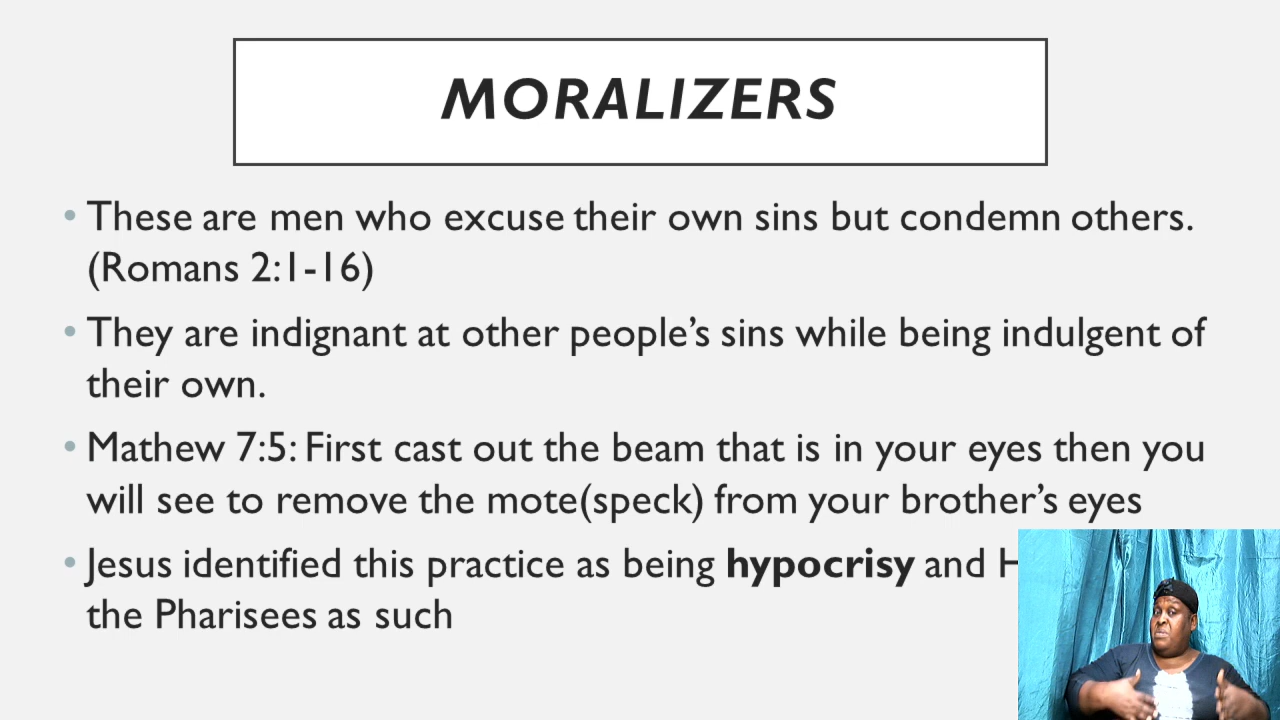 MORALIZERS
• These are men who excuse their own sins but condemn others.
(Romans 2:1-16)
• They are indignant at other people’s sins while being indulgent of
their own.
• Mathew 7:5: First cast out the beam that is in your eyes then you
will see to remove the mote(speck) from your brother’s eyes
• Jesus identified this practice as being hypocrisy and
the Pharisees as such